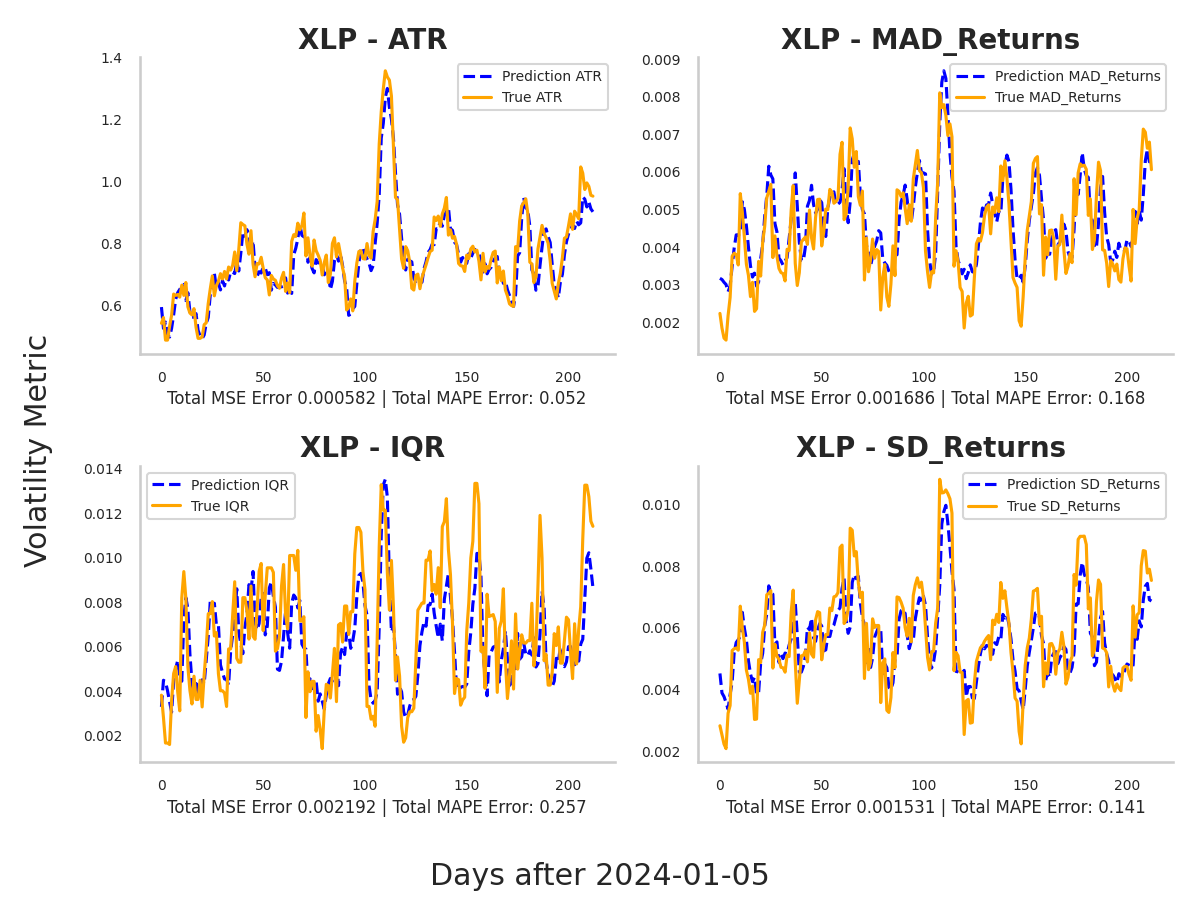 XLP - ATR
1.4
1.2
1.0
0.8
0.6
Prediction ATR
True ATR
0
50
100
150
200
Total MSE Error 0.000582 | Total MAPE Error: 0.052
XLP - MAD_Returns
0.009
0.008
0.007
0.006
0.005
0.004
0.003
0.002
Prediction MAD_Returns
True MAD_Returns
0
50
100
150
200
Total MSE Error 0.001686 | Total MAPE Error: 0.168
Volatility Metric
XLP - IQR
0.014
0.012
0.010
0.008
0.006
0.004
0.002
Prediction IQR
True IQR
0
50
100
150
200
Total MSE Error 0.002192 | Total MAPE Error: 0.257
XLP - SD_Returns
0.010
0.008
0.006
0.004
0.002
Prediction SD_Returns
True SD_Returns
0
50
100
150
200
Total MSE Error 0.001531 | Total MAPE Error: 0.141
Days after 2024-01-05